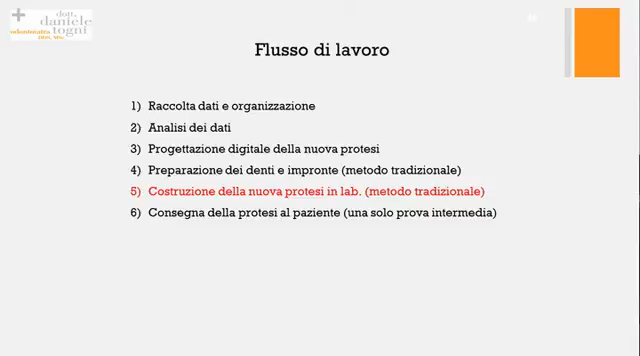 dott.
daniele
togni
odontoiatra
Flusso di lavoro
1) Raccolta dati e organizzazione
2) Analisi dei dati
3) Progettazione digitale della nuova protesi
4) Preparazione dei denti e impronte (metodo tradizionale)
5) Costruzione della nuova protesi in lab. (metodo tradizionale)
6) Consegna della protesi al paziente (una solo prova intermedia)